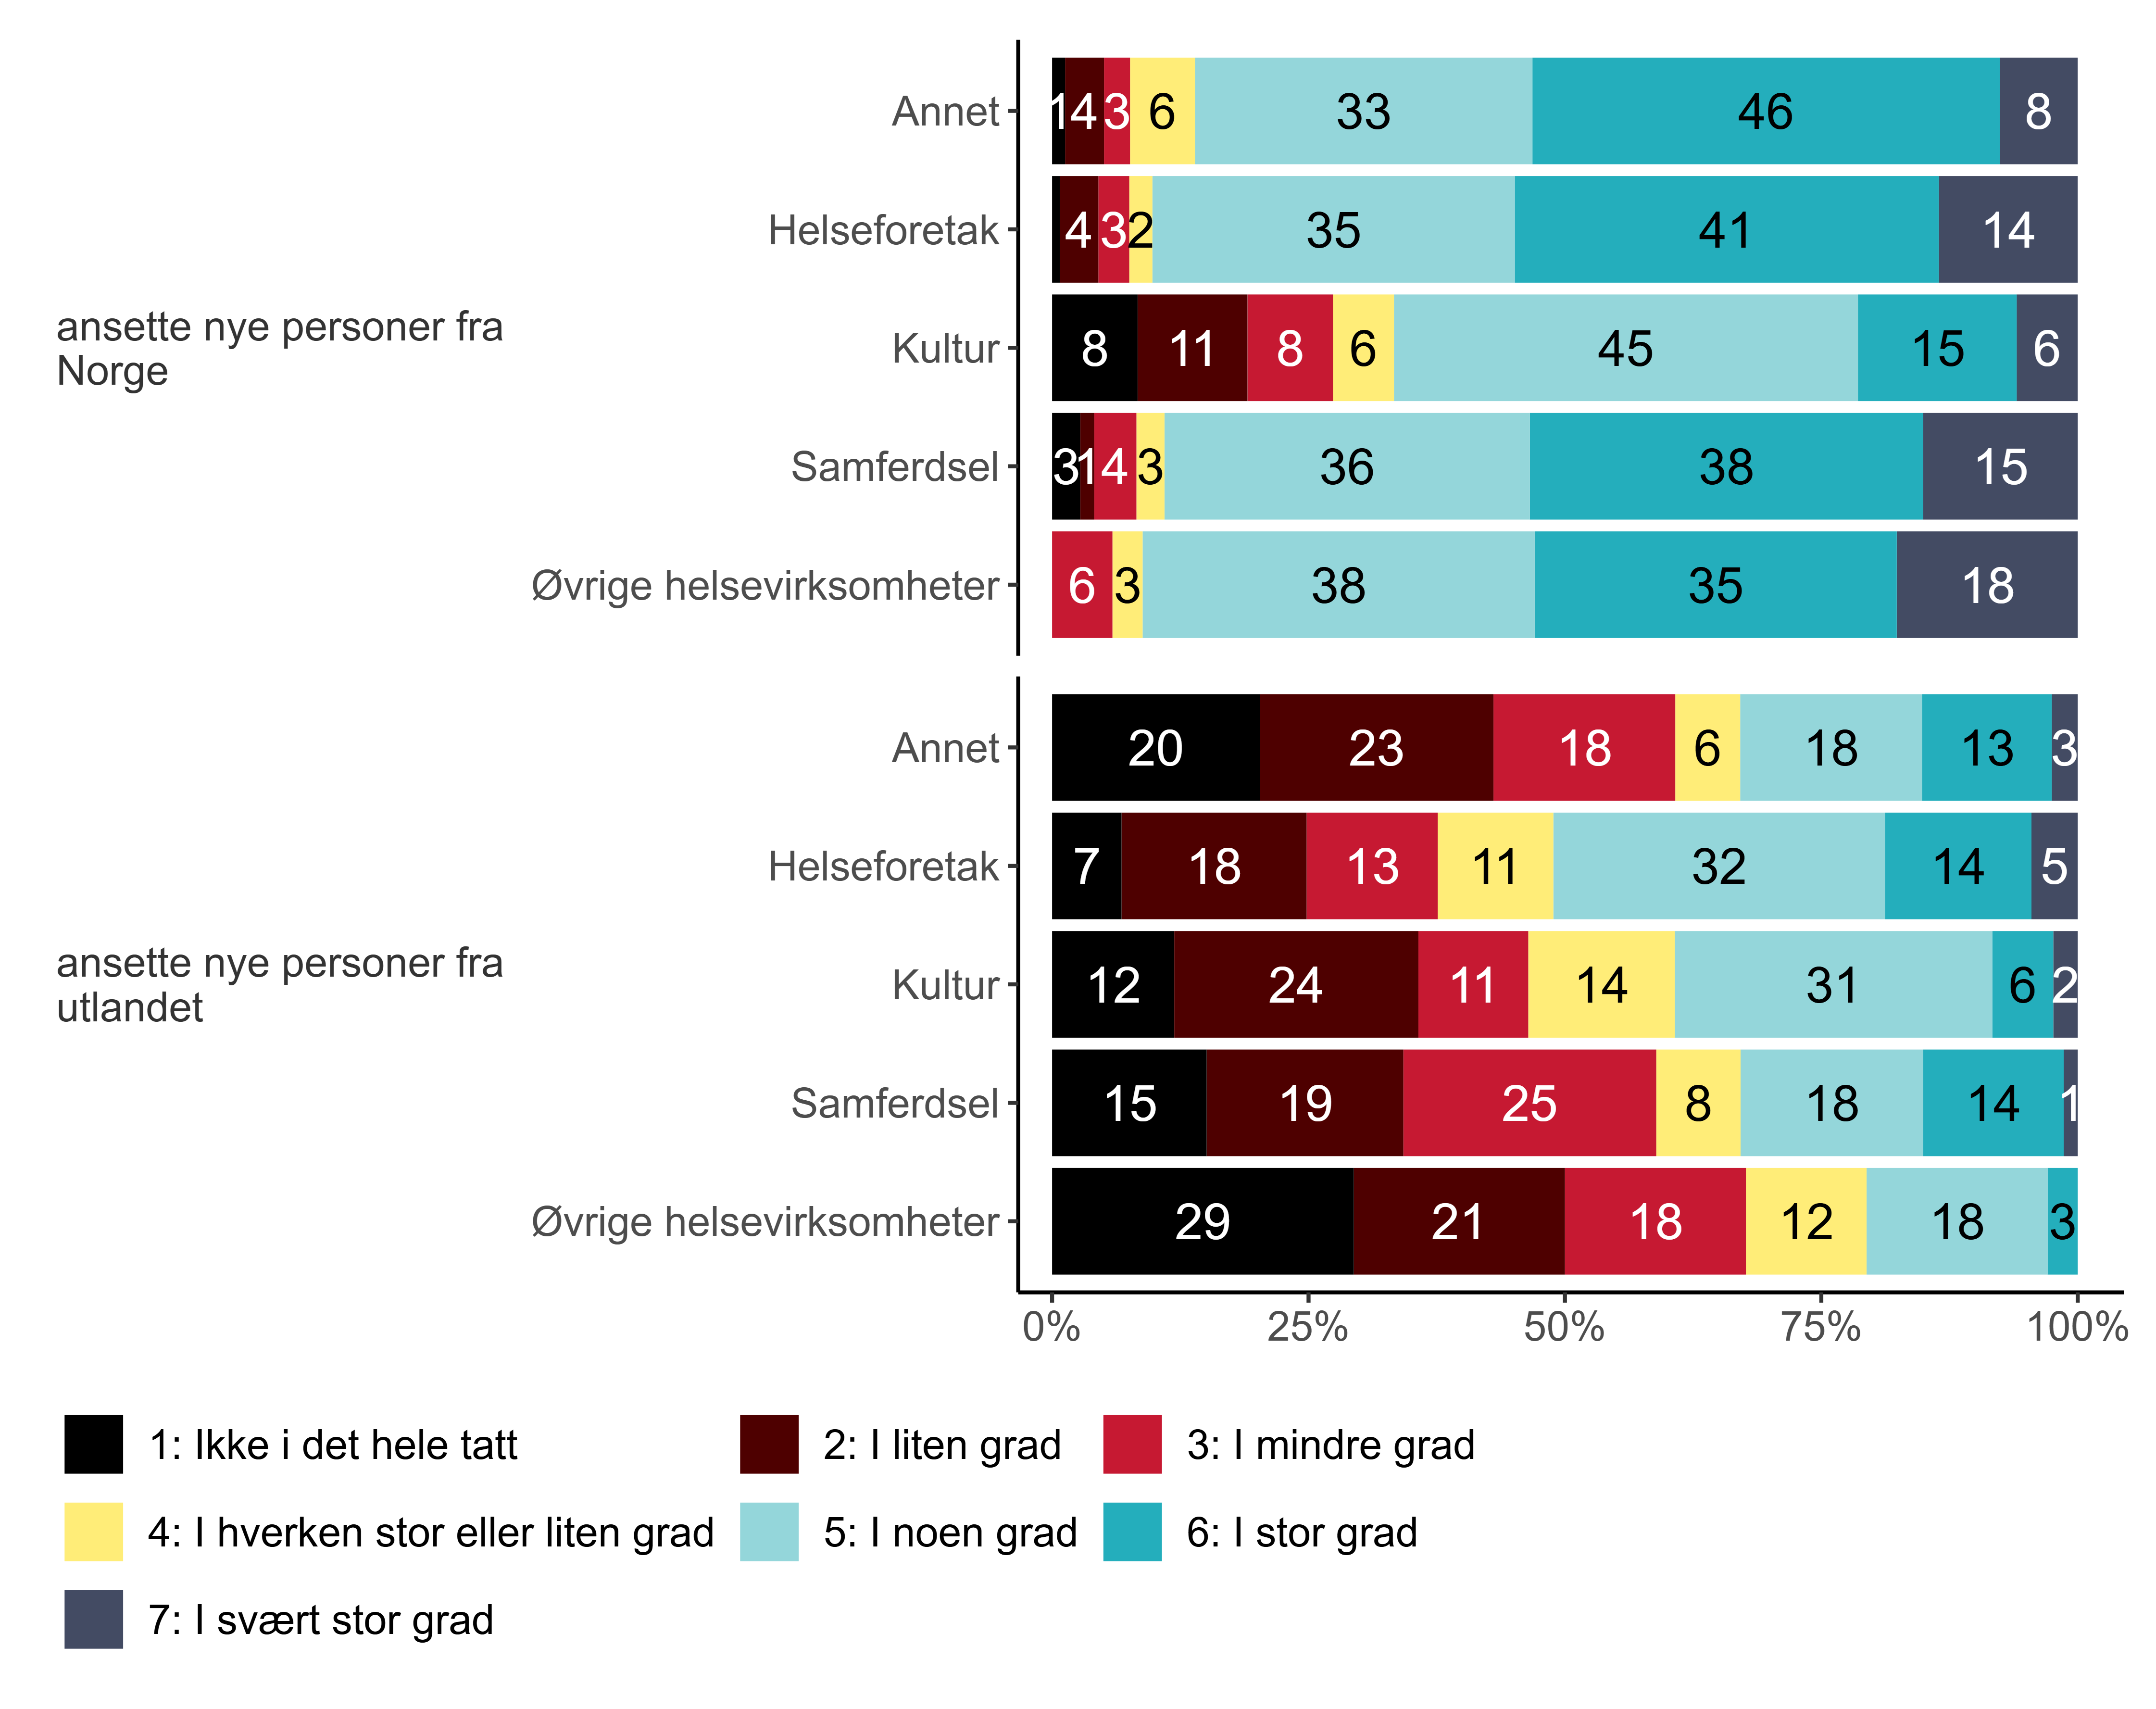 Annet 1 4 3 6 33 46 8
Helseforetak 4 3 2 35 41 14
ansette nye personer fra
Norge
Kultur 8 11 8 6 45 15 6
Samferdsel 3 1 4 3 36 38 15
Øvrige helsevirksomheter 6 3 38 35 18
Annet 20 23 18 6 18 13 3
Helseforetak 7 18 13 11 32 14 5
ansette nye personer fra
utlandet
Kultur 12 24 11 14 31 6 2
Samferdsel 15 19 25 8 18 14 1
Øvrige helsevirksomheter 29 21 18 12 18 3
0% 25% 50% 75% 100%
1: Ikke i det hele tatt 2: I liten grad 3: I mindre grad
4: I hverken stor eller liten grad 5: I noen grad 6: I stor grad
7: I svært stor grad